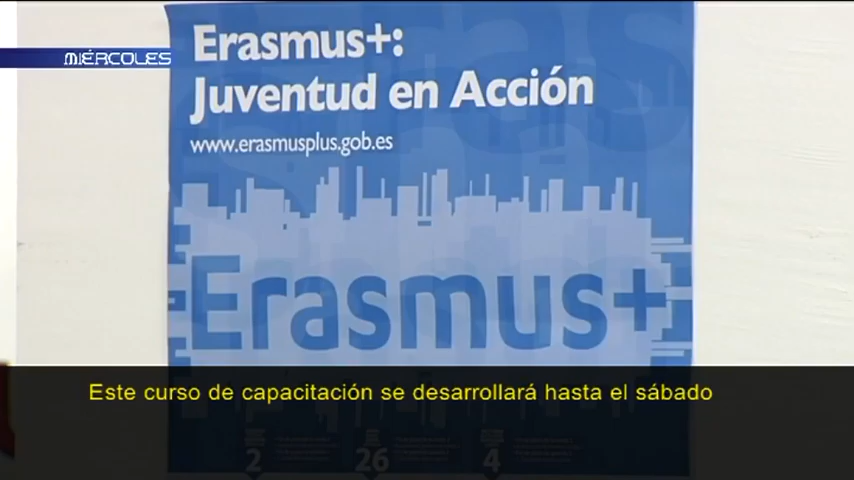 MIÉRCOLES
Erasmus+:
Juventud en Acción
www.erasmusplus.gob.es
Erasmus+
Este curso de capacitación se desarrollará hasta el sábado
2 26 4